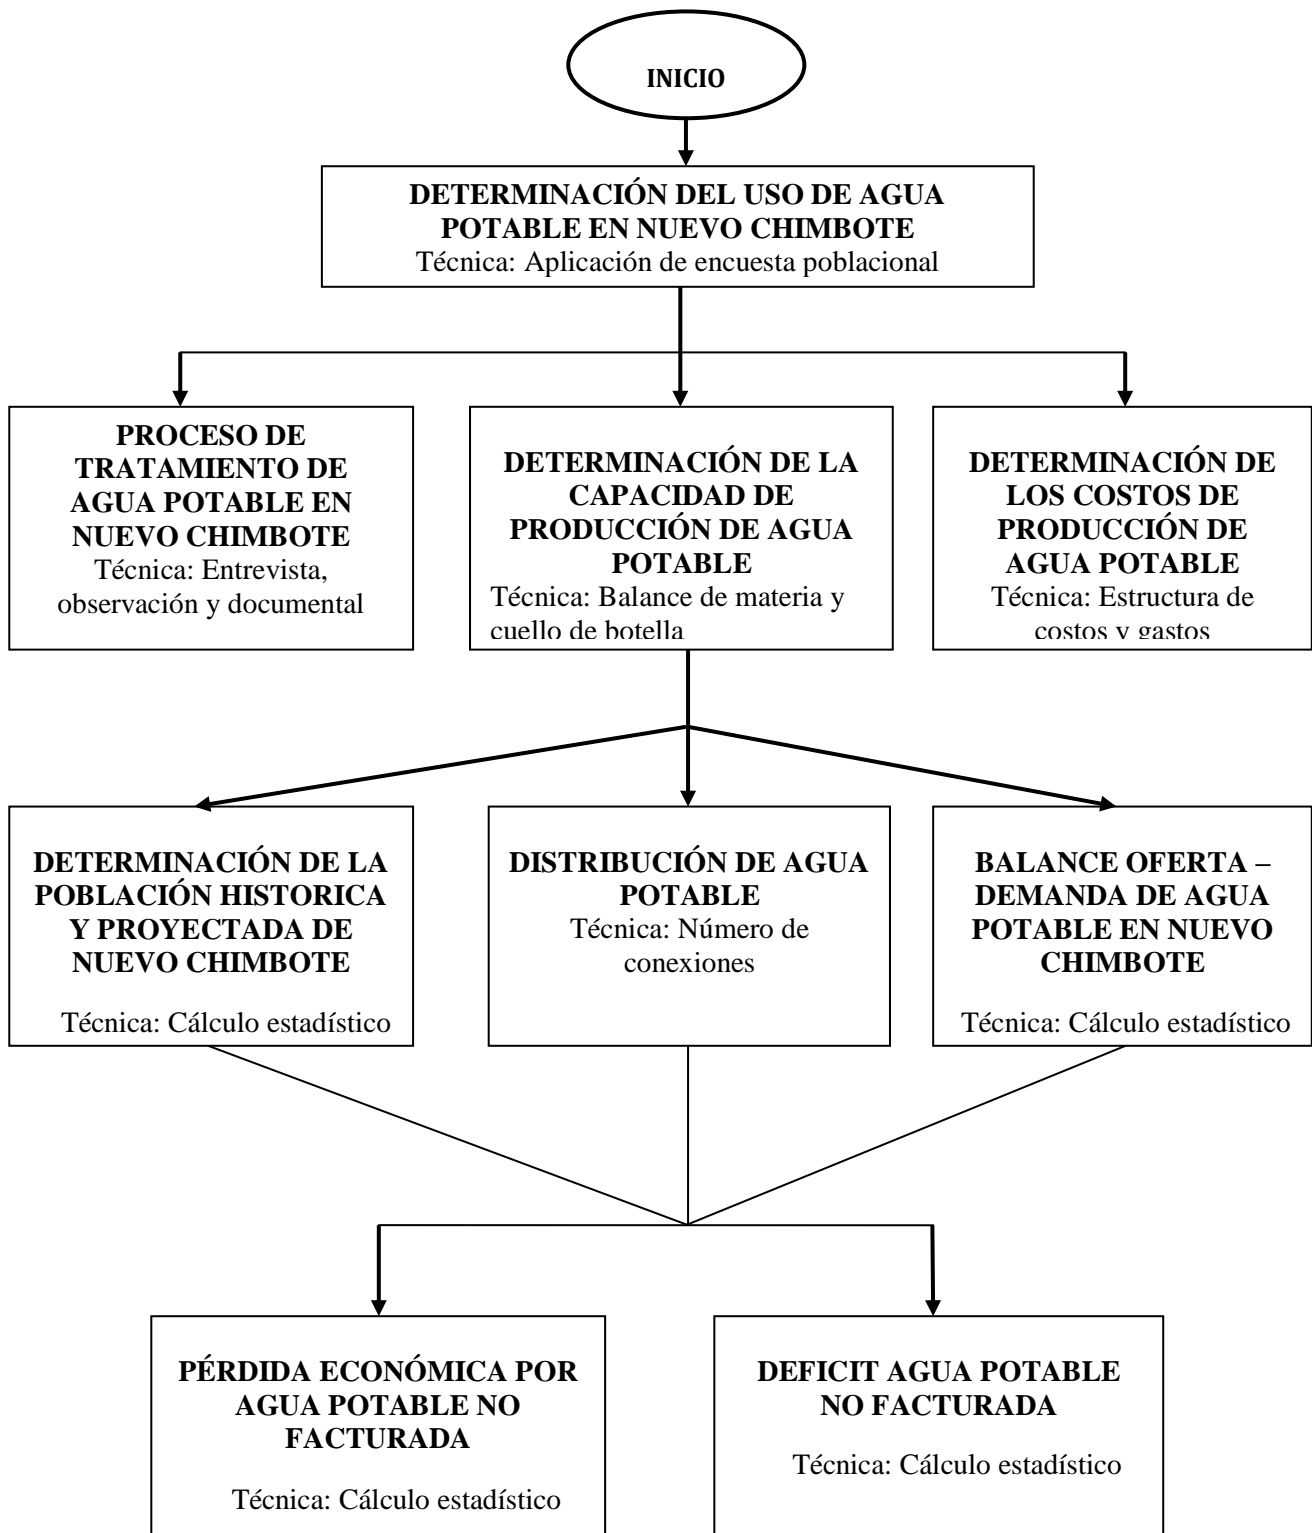 INICIO
DETERMINACIÓN DEL USO DE AGUA
POTABLE EN NUEVO CHIMBOTE
Técnica: Aplicación de encuesta poblacional
PROCESO DE
TRATAMIENTO DE
AGUA POTABLE EN
NUEVO CHIMBOTE
Técnica: Entrevista,
observación y documental
DETERMINACIÓN DE LA
CAPACIDAD DE
PRODUCCIÓN DE AGUA
POTABLE
Técnica: Balance de materia y
cuello de botella
DETERMINACIÓN DE
LOS COSTOS DE
PRODUCCIÓN DE
AGUA POTABLE
Técnica: Estructura de
costos y gastos
DETERMINACIÓN DE LA
POBLACIÓN HISTORICA
Y PROYECTADA DE
NUEVO CHIMBOTE
Técnica: Cálculo estadístico
DISTRIBUCIÓN DE AGUA
POTABLE
Técnica: Número de
conexiones
BALANCE OFERTA –
DEMANDA DE AGUA
POTABLE EN NUEVO
CHIMBOTE
Técnica: Cálculo estadístico
PÉRDIDA ECONÓMICA POR
AGUA POTABLE NO
FACTURADA
Técnica: Cálculo estadístico
DEFICIT AGUA POTABLE
NO FACTURADA
Técnica: Cálculo estadístico